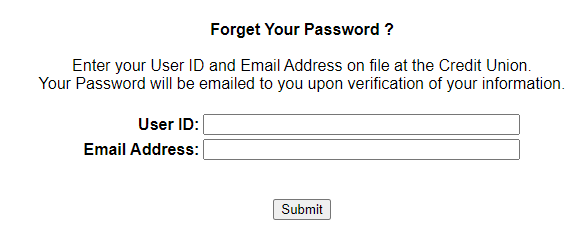 Forget Your Password ?
Enter your User ID and Email Address on file at the Credit Union.
Your Password will be emailed to you upon verification of your information.
User ID:
Email Address:
Submit